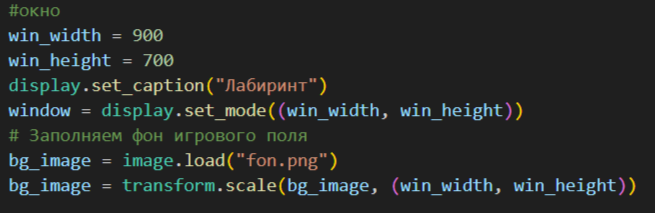 #окно
win_width = 900
win_height = 700
display.set_caption("Лабиринт")
window = display.set_mode((win_width, win_height))
# Заполняем фон игрового поля
bg_image = image.load("fon.png")
bg_image = transform.scale(bg_image, (win_width, win_height))